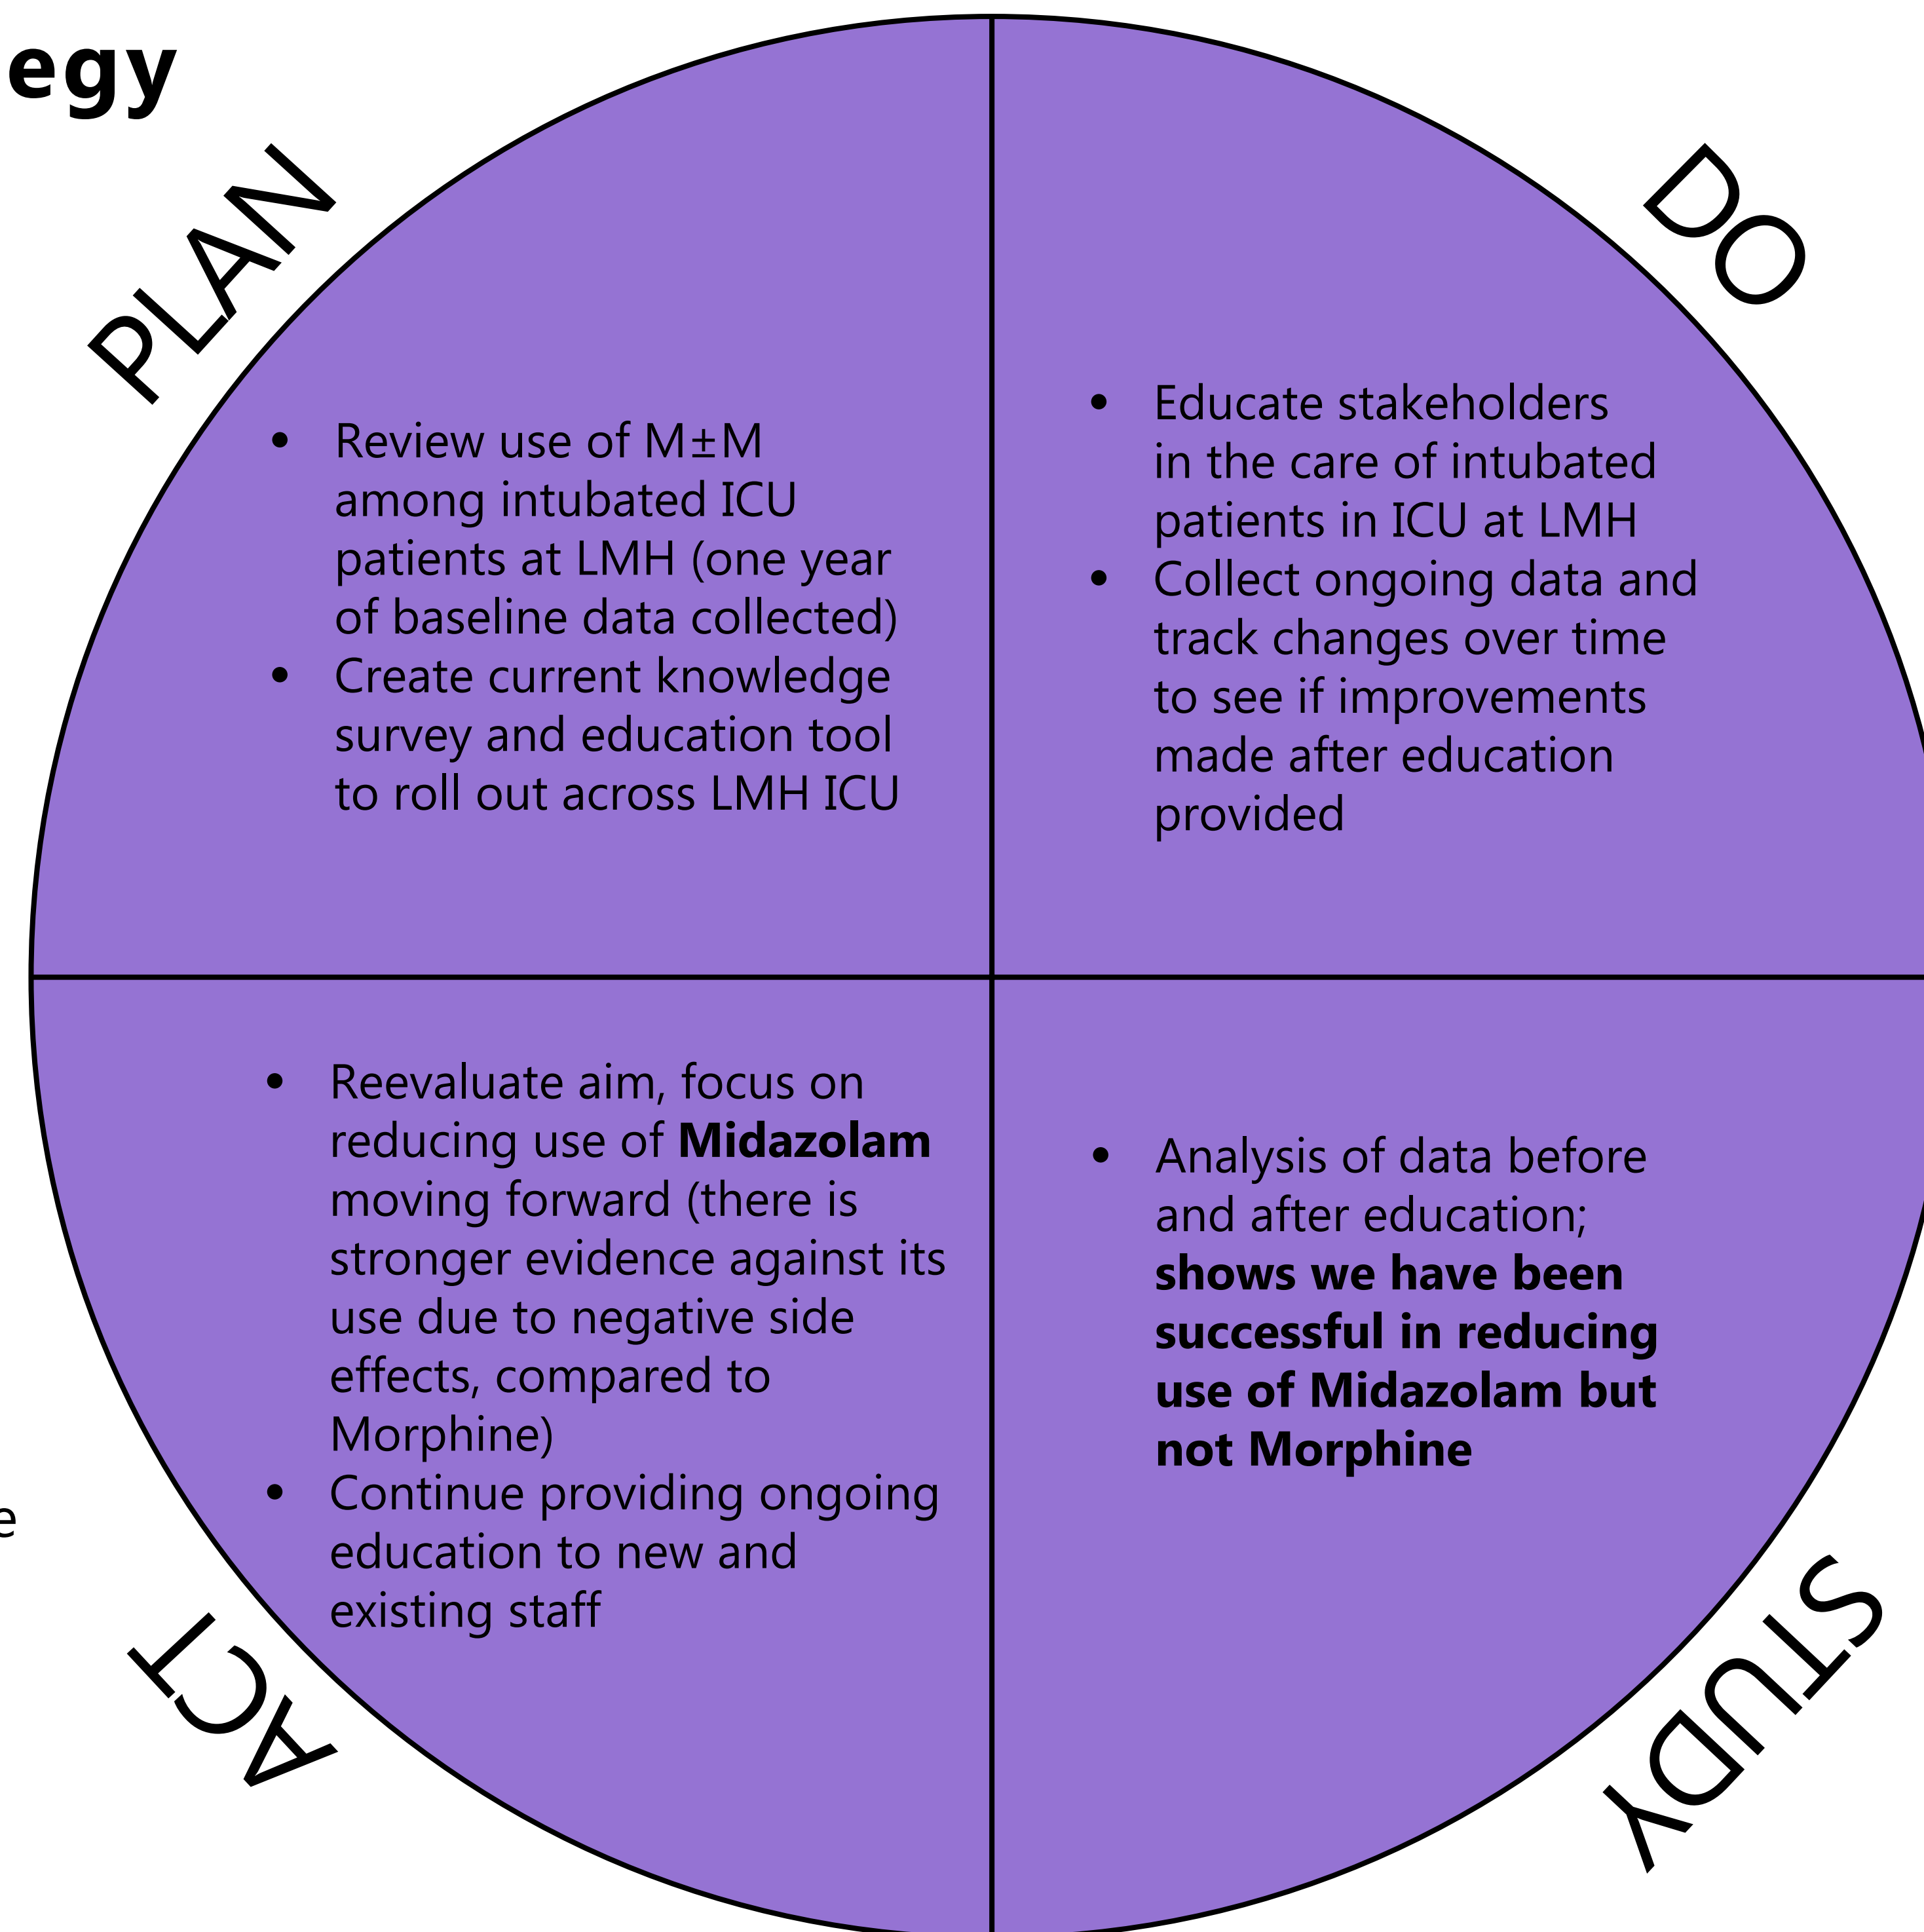 egy
PLAN
Review use of M±M
among intubated ICU
patients at LMH (one year
of baseline data collected)
Create current knowledge
survey and education tool
to roll out across LMH ICU
DO
Educate stakeholders
in the care of intubated
patients in ICU at LMH
Collect ongoing data and
track changes over time
to see if improvements
made after education
provided
STUDY
Analysis of data before
and after education;
shows we have been
successful in reducing
use of Midazolam but
not Morphine
ACT
Reevaluate aim, focus on
reducing use of Midazolam
moving forward (there is
stronger evidence against its
use due to negative side
effects, compared to
Morphine)
Continue providing ongoing
education to new and
existing staff
e